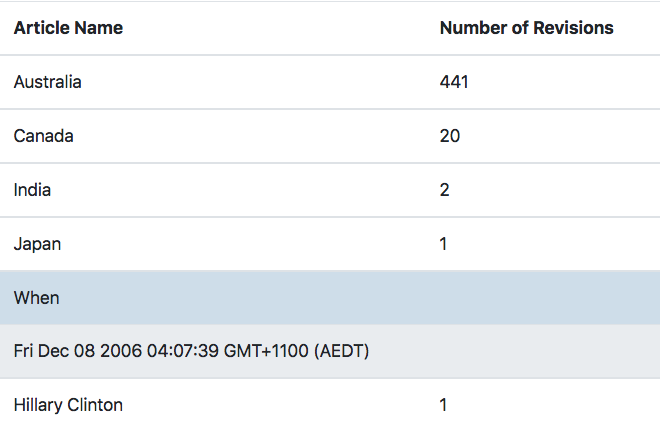 Article Name Number of Revisions
Australia 441
Canada 20
India 2
Japan 1
When
Fri Dec 08 2006 04:07:39 GMT+1100 (AEDT)
Hillary Clinton 1